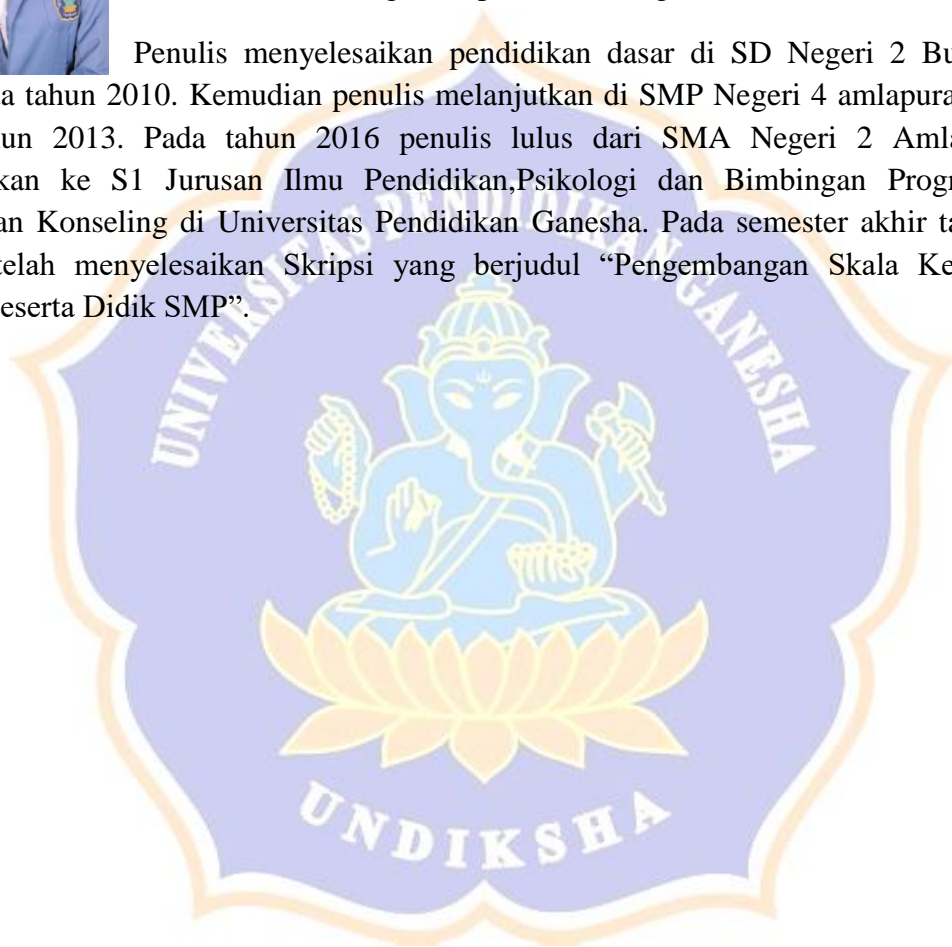 Penulis menyelesaikan pendidikan dasar di SD Negeri 2 Bu
a tahun 2010. Kemudian penulis melanjutkan di SMP Negeri 4 amlapura
un 2013. Pada tahun 2016 penulis lulus dari SMA Negeri 2 Amla
kan ke S1 Jurusan Ilmu Pendidikan,Psikologi dan Bimbingan Progr
an Konseling di Universitas Pendidikan Ganesha. Pada semester akhir ta
telah menyelesaikan Skripsi yang berjudul “Pengembangan Skala Ke
eserta Didik SMP”.
UNIVERSITAS PENDIDIKAN GANESHA
UNDIKSHA